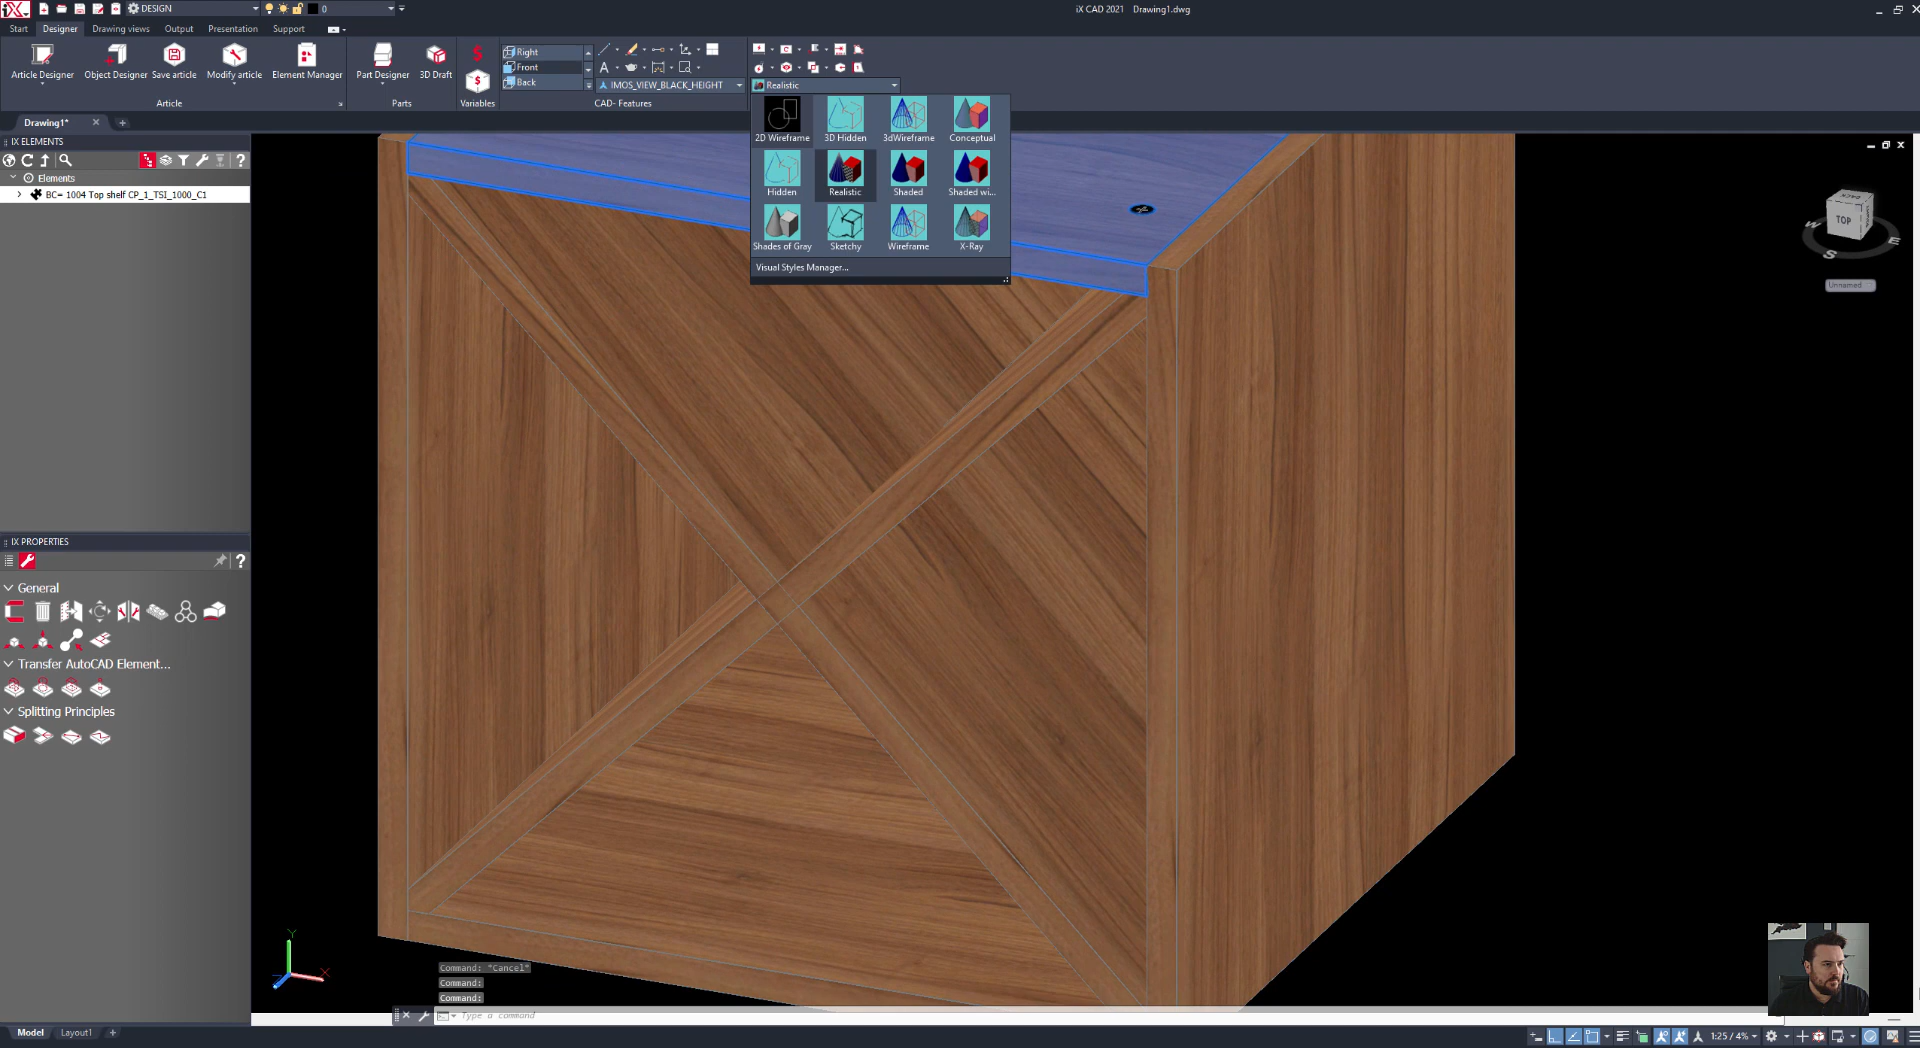 iX
DESIGN
0
iX CAD 2021 Drawing1.dwg
Start
Designer
Drawing views
Output
Presentation
Support
Article Designer
Object Designer
Save article
Modify article
Element Manager
Part Designer
3D Draft
Right
Front
Back
A
IMOS_VIEW_BLACK_HEIGHT
Realistic
Article
Parts
Variables
CAD- Features
Drawing1*
2D Wireframe
3D Hidden
3dWireframe
Conceptual
Hidden
Realistic
Shaded
Shaded wi...
Shades of Gray
Sketchy
Wireframe
X-Ray
Visual Styles Manager...
IX ELEMENTS
Elements
BC= 1004 Top shelf CP_1_TSI_1000_C1
TOP
W
E
S
Unnamed
IX PROPERTIES
General
Transfer AutoCAD Element...
Splitting Principles
Y
X
Command: "Cancel"
Command:
Command:
Type a command
Model
Layout1
1:25 / 4%